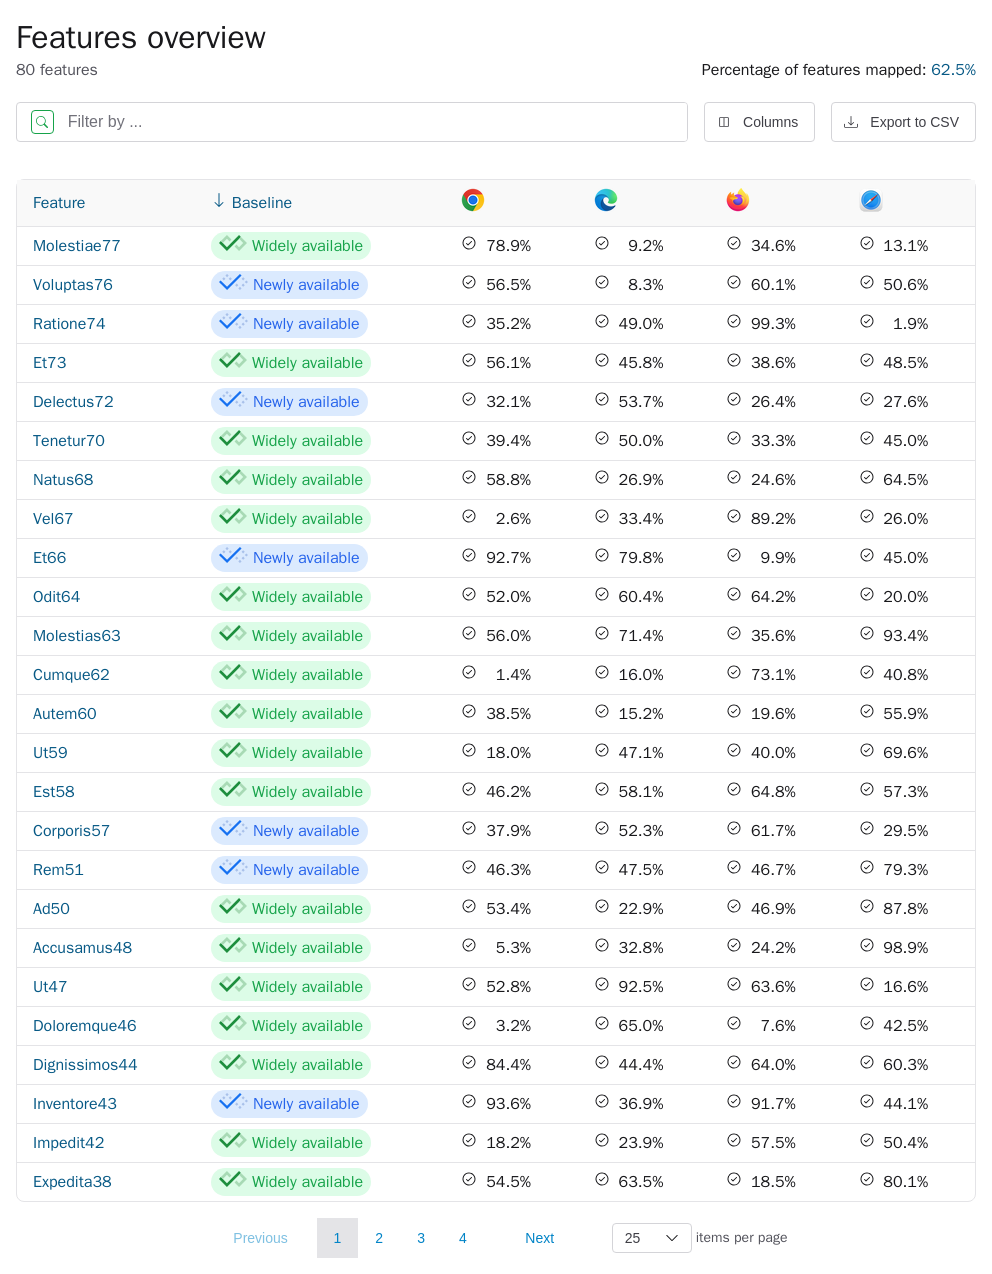 Features overview
80 features
Percentage of features mapped: 62.5%
Filter by ...
Columns
Export to CSV
Feature Baseline
Molestiae77 Widely available 78.9% 9.2% 34.6% 13.1%
Voluptas76 Newly available 56.5% 8.3% 60.1% 50.6%
Ratione74 Newly available 35.2% 49.0% 99.3% 1.9%
Et73 Widely available 56.1% 45.8% 38.6% 48.5%
Delectus72 Newly available 32.1% 53.7% 26.4% 27.6%
Tenetur70 Widely available 39.4% 50.0% 33.3% 45.0%
Natus68 Widely available 58.8% 26.9% 24.6% 64.5%
Vel67 Widely available 2.6% 33.4% 89.2% 26.0%
Et66 Newly available 92.7% 79.8% 9.9% 45.0%
Odit64 Widely available 52.0% 60.4% 64.2% 20.0%
Molestias63 Widely available 56.0% 71.4% 35.6% 93.4%
Cumque62 Widely available 1.4% 16.0% 73.1% 40.8%
Autem60 Widely available 38.5% 15.2% 19.6% 55.9%
Ut59 Widely available 18.0% 47.1% 40.0% 69.6%
Est58 Widely available 46.2% 58.1% 64.8% 57.3%
Corporis57 Newly available 37.9% 52.3% 61.7% 29.5%
Rem51 Newly available 46.3% 47.5% 46.7% 79.3%
Ad50 Widely available 53.4% 22.9% 46.9% 87.8%
Accusamus48 Widely available 5.3% 32.8% 24.2% 98.9%
Ut47 Widely available 52.8% 92.5% 63.6% 16.6%
Doloremque46 Widely available 3.2% 65.0% 7.6% 42.5%
Dignissimos44 Widely available 84.4% 44.4% 64.0% 60.3%
Inventore43 Newly available 93.6% 36.9% 91.7% 44.1%
Impedit42 Widely available 18.2% 23.9% 57.5% 50.4%
Expedita38 Widely available 54.5% 63.5% 18.5% 80.1%
Previous 1 2 3 4 Next 25 items per page